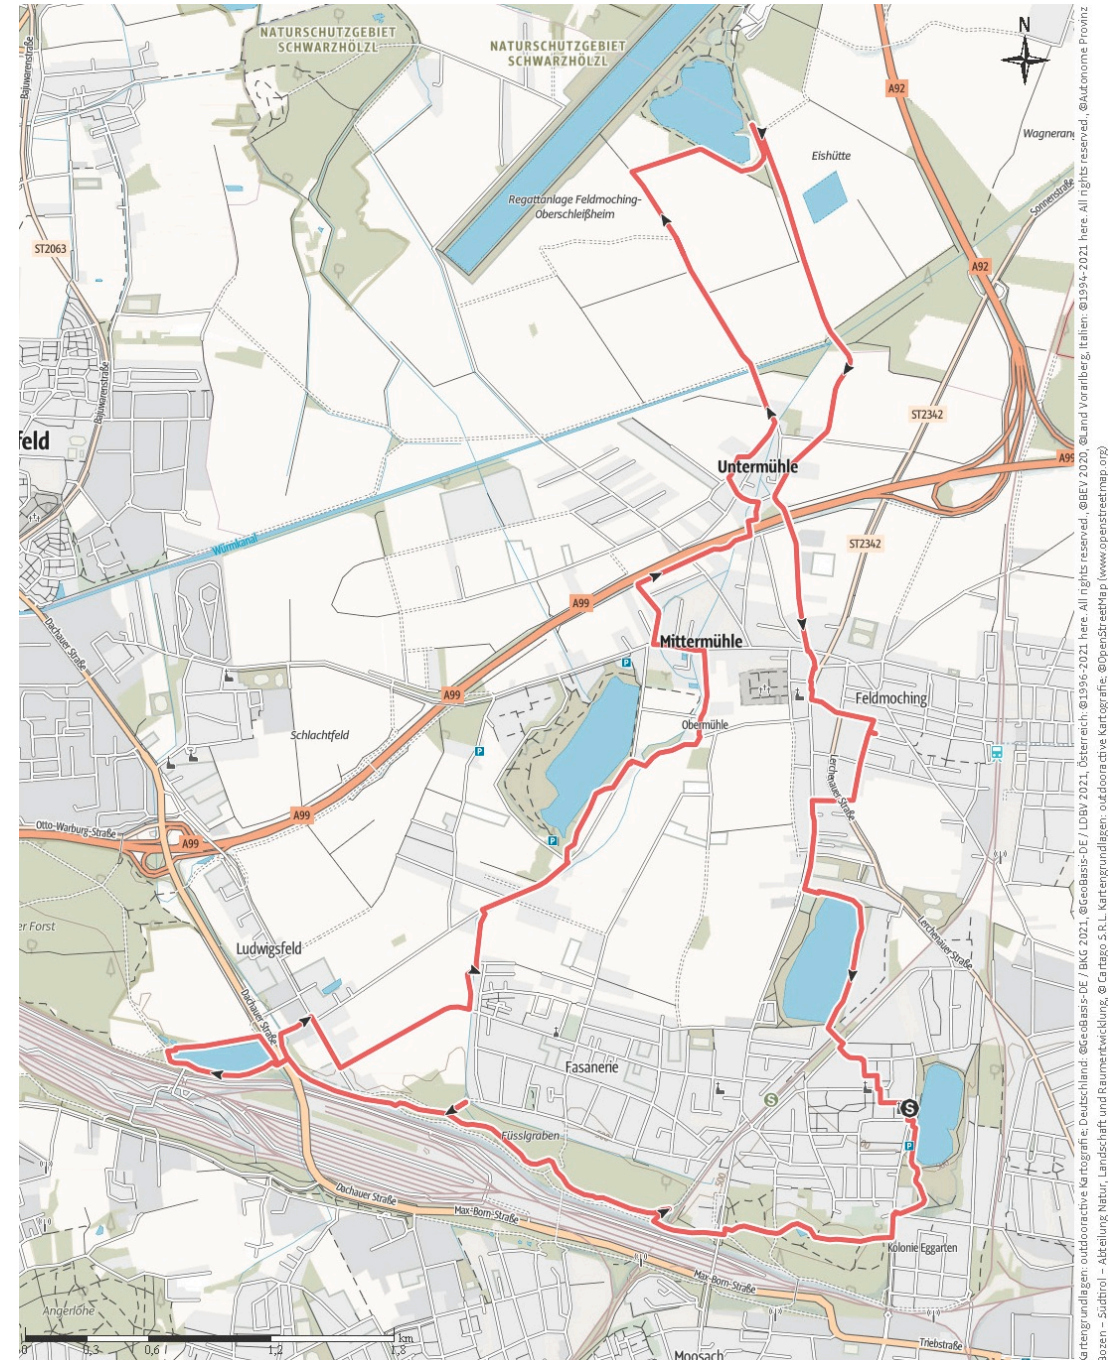 NATURSCHUTZGEBIET
SCHWARZHÖLZL
NATURSCHUTZGEBIET
SCHWARZHÖLZL
N
Bajuwarenstraße
A92
Wagnerang
Eishütte
Sonnenstraße
Regattaanlage Feldmoching-
Oberschleißheim
ST2063
A92
Bajuwarenstraße
ST2342
feld
A99
Untermühle
Würmkanal
ST2342
A99
Dachauer Straße
Mittermühle
P
A99
Feldmoching
Schlachtfeld
Obermühle
P
Lerchenauer Straße
A99
Otto-Warburg-Straße
A99
P
er Forst
Ludwigsfeld
Lerchenauer Straße
Dachauer Straße
Fasanerie
S
S
Füsslgraben
P
Dachauer Straße
Max-Born-Straße
Kolonie Eggarten
Max-Born-Straße
Angerlohe
0 0,3 0,6 1,2 1,8 km
Triebstraße
Moosach
Kartengrundlagen: outdooractive Kartografie; Deutschland: ©GeoBasis-DE / BKG 2021, ©GeoBasis-DE / LDBV 2021, Österreich: ©1996-2021 here. All rights reserved., ©BEV 2020, ©Land Vorarlberg, Italien: ©1994-2021 here. All rights reserved., ©Autonome Provinz
Bozen – Südtirol – Abteilung Natur, Landschaft und Raumentwicklung, © Cartago S.R.L. Kartengrundlagen: outdooractive Kartografie; ©OpenStreetMap (www.openstreetmap.org)